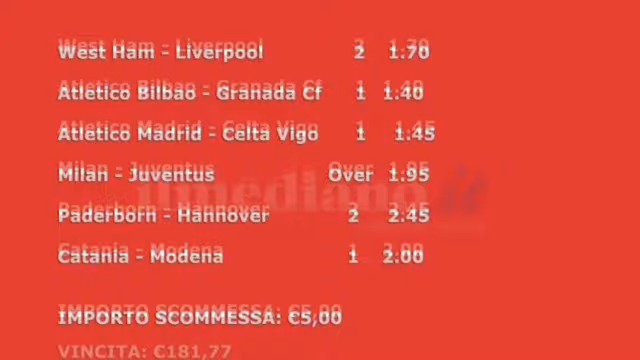 West Ham - Liverpool 2 1.70
Atletico Bilbao - Granada Cf 1 1.40
Atletico Madrid - Celta Vigo 1 1.45
Milan - Juventus Over 1.95
ilmediano.it
Paderborn - Hannover 2 2.45
Catania - Modena 1 2.00
IMPORTO SCOMMESSA: €5,00
VINCITA: €181,77